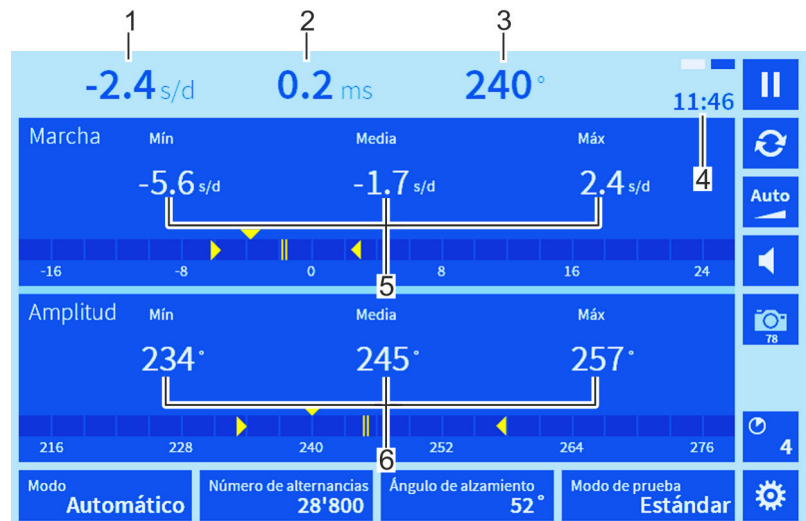 1 2 3
-2.4 s/d 0.2 ms 240°
11:46
4
Marcha Mín Media Máx
-5.6 s/d -1.7 s/d 2.4 s/d
Auto
-16 -8 0 8 16 24
5
Amplitud Mín Media Máx
78
234° 245° 257°
216 228 240 252 264 276
4
6
Modo Número de alternancias Ángulo de alzamiento Modo de prueba
Automático 28'800 52° Estándar